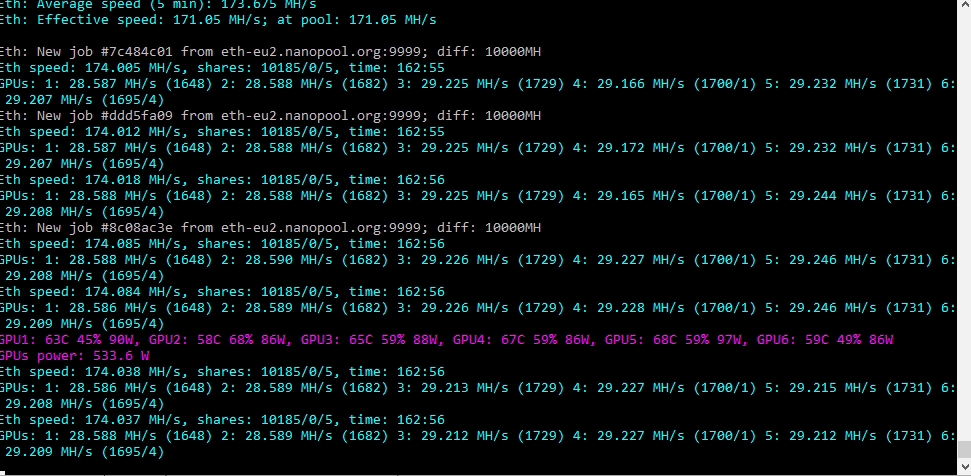 Eth: Average speed (5 min): 173.675 MH/s
Eth: Effective speed: 171.05 MH/s; at pool: 171.05 MH/s
Eth: New job #7c484c01 from eth-eu2.nanopool.org:9999; diff: 10000MH
Eth speed: 174.005 MH/s, shares: 10185/0/5, time: 162:55
GPUs: 1: 28.587 MH/s (1648) 2: 28.588 MH/s (1682) 3: 29.225 MH/s (1729) 4: 29.166 MH/s (1700/1) 5: 29.232 MH/s (1731) 6:
29.207 MH/s (1695/4)
Eth: New job #ddd5fa09 from eth-eu2.nanopool.org:9999; diff: 10000MH
Eth speed: 174.012 MH/s, shares: 10185/0/5, time: 162:55
GPUs: 1: 28.587 MH/s (1648) 2: 28.588 MH/s (1682) 3: 29.225 MH/s (1729) 4: 29.172 MH/s (1700/1) 5: 29.232 MH/s (1731) 6:
29.207 MH/s (1695/4)
Eth speed: 174.018 MH/s, shares: 10185/0/5, time: 162:56
GPUs: 1: 28.588 MH/s (1648) 2: 28.588 MH/s (1682) 3: 29.225 MH/s (1729) 4: 29.165 MH/s (1700/1) 5: 29.244 MH/s (1731) 6:
29.208 MH/s (1695/4)
Eth: New job #8c08ac3e from eth-eu2.nanopool.org:9999; diff: 10000MH
Eth speed: 174.085 MH/s, shares: 10185/0/5, time: 162:56
GPUs: 1: 28.588 MH/s (1648) 2: 28.590 MH/s (1682) 3: 29.226 MH/s (1729) 4: 29.227 MH/s (1700/1) 5: 29.246 MH/s (1731) 6:
29.208 MH/s (1695/4)
Eth speed: 174.084 MH/s, shares: 10185/0/5, time: 162:56
GPUs: 1: 28.586 MH/s (1648) 2: 28.589 MH/s (1682) 3: 29.226 MH/s (1729) 4: 29.228 MH/s (1700/1) 5: 29.246 MH/s (1731) 6:
29.209 MH/s (1695/4)
GPU1: 63C 45% 90W, GPU2: 58C 68% 86W, GPU3: 65C 59% 88W, GPU4: 67C 59% 86W, GPU5: 68C 59% 97W, GPU6: 59C 49% 86W
GPUs power: 533.6 W
Eth speed: 174.038 MH/s, shares: 10185/0/5, time: 162:56
GPUs: 1: 28.586 MH/s (1648) 2: 28.589 MH/s (1682) 3: 29.213 MH/s (1729) 4: 29.227 MH/s (1700/1) 5: 29.215 MH/s (1731) 6:
29.208 MH/s (1695/4)
Eth speed: 174.037 MH/s, shares: 10185/0/5, time: 162:56
GPUs: 1: 28.588 MH/s (1648) 2: 28.589 MH/s (1682) 3: 29.212 MH/s (1729) 4: 29.227 MH/s (1700/1) 5: 29.212 MH/s (1731) 6:
29.209 MH/s (1695/4)